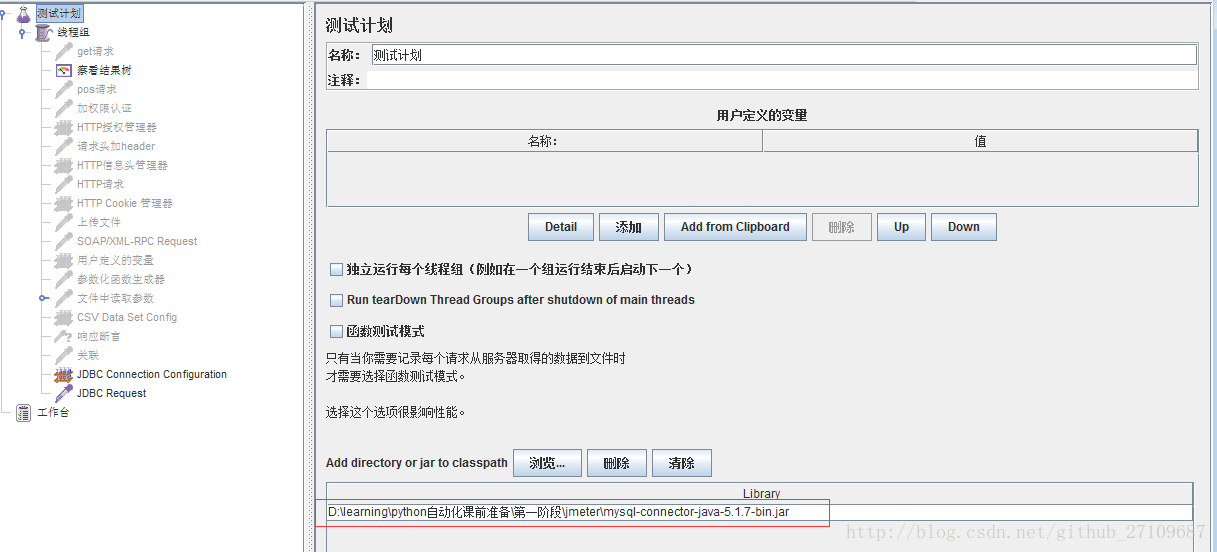 测试计划
线程组
get请求
察看结果树
pos请求
加权限认证
HTTP授权管理器
请求头加header
HTTP信息头管理器
HTTP请求
HTTP Cookie 管理器
上传文件
SOAP/XML-RPC Request
用户定义的变量
参数化函数生成器
文件中读取参数
CSV Data Set Config
响应断言
关联
JDBC Connection Configuration
JDBC Request
工作台
测试计划
名称： 测试计划
注释：
用户定义的变量
名称： 值
Detail 添加 Add from Clipboard 删除 Up Down
独立运行每个线程组（例如在一个组运行结束后启动下一个）
Run tearDown Thread Groups after shutdown of main threads
函数测试模式
只有当你需要记录每个请求从服务器取得的数据到文件时
才需要选择函数测试模式。
选择这个选项很影响性能。
Add directory or jar to classpath 浏览... 删除 清除
Library
D:\learning\python自动化课前准备\第一阶段\jmeter\mysql-connector-java-5.1.7-bin.jar
http://blog.csdn.net/github_27109687